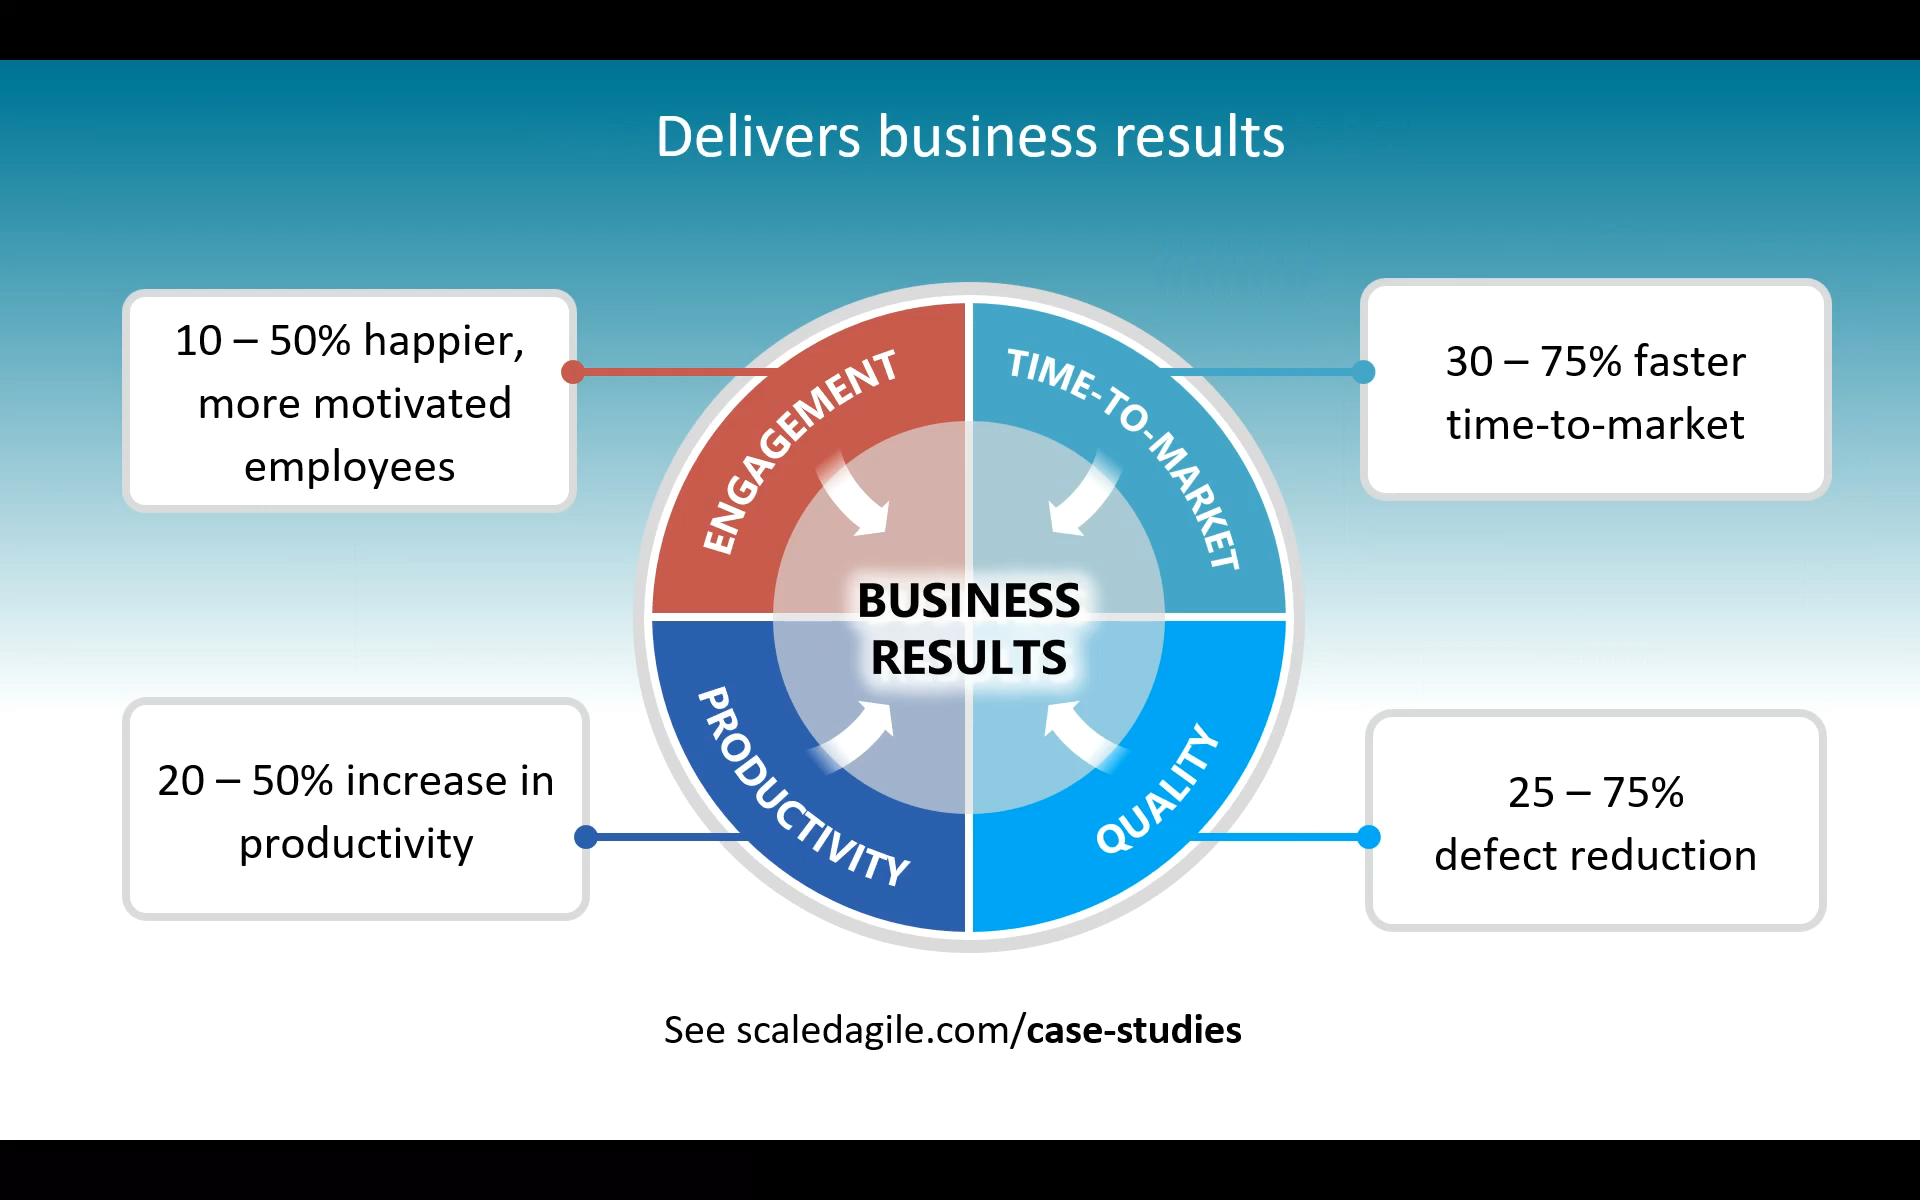 Delivers business results
10 – 50% happier,
more motivated
employees
30 – 75% faster
time-to-market
ENGAGEMENT
TIME-TO-MARKET
BUSINESS
RESULTS
PRODUCTIVITY
QUALITY
20 – 50% increase in
productivity
25 – 75%
defect reduction
See scaledagile.com/case-studies